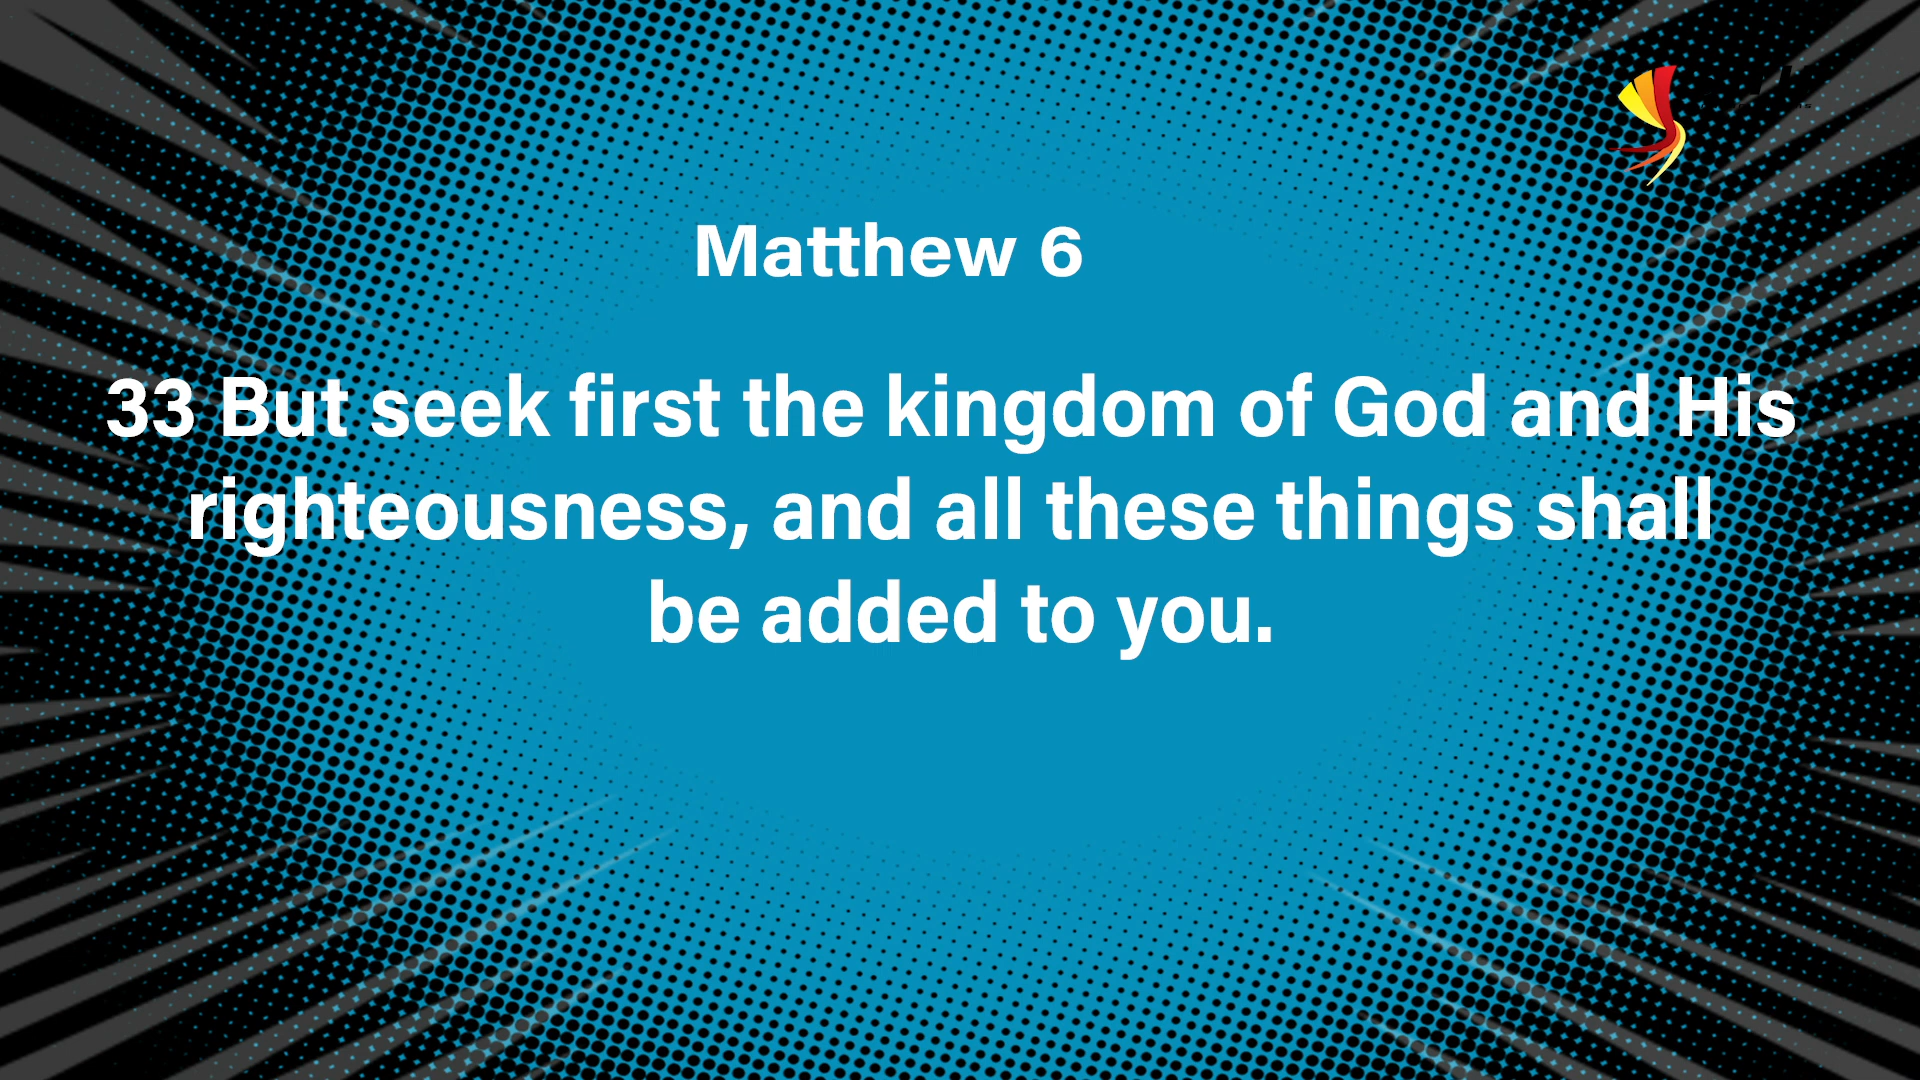 Matthew 6
33 But seek first the kingdom of God and His
righteousness, and all these things shall
be added to you.